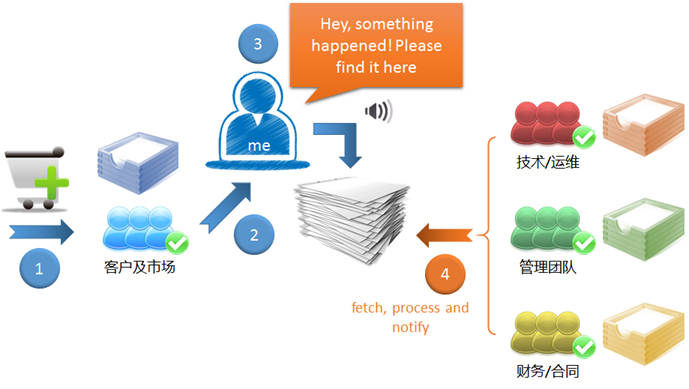 3
Hey, something
happened! Please
find it here
me
技术/运维
1
客户及市场
2
管理团队
4
fetch, process and
notify
财务/合同